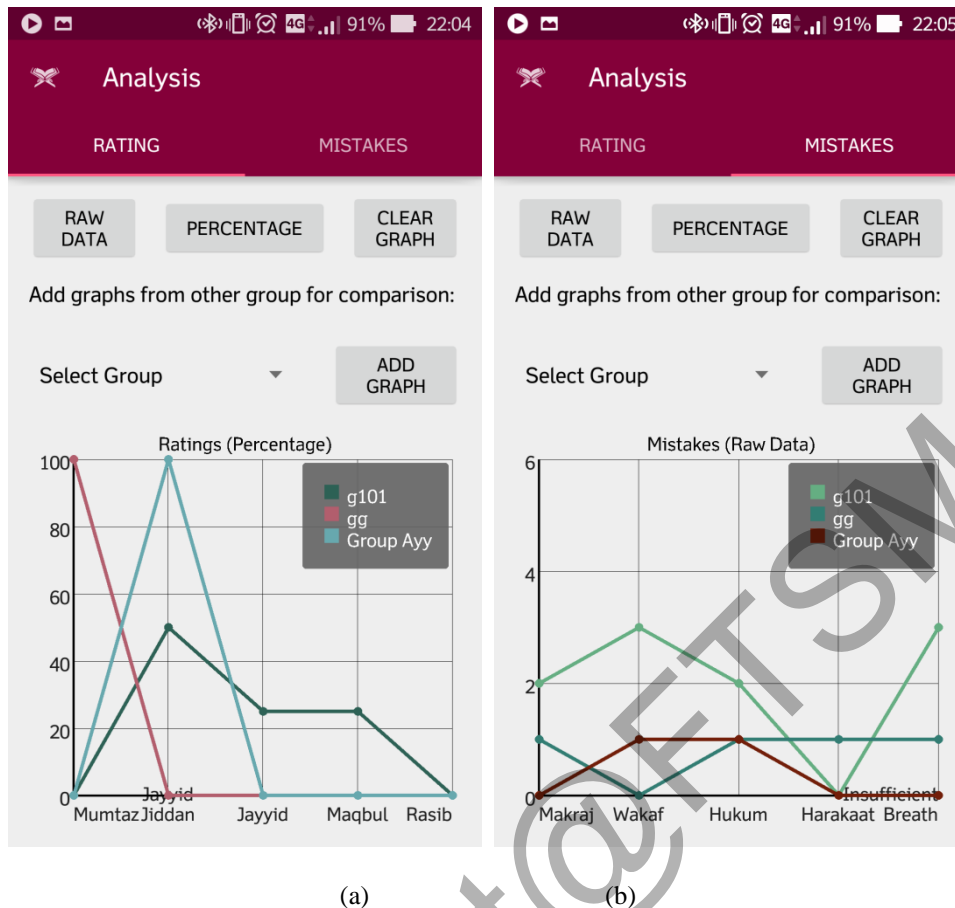 91% 22:04
Analysis
RATING MISTAKES
RAW DATA
PERCENTAGE
CLEAR GRAPH
Add graphs from other group for comparison:
Select Group
ADD GRAPH
Ratings (Percentage)
g101
gg
Group Ayy
100
80
60
40
20
0
Mumtaz Jayyid Jiddan Jayyid Maqbul Rasib
(a)
4G 91% 22:05
Analysis
RATING MISTAKES
RAW DATA
PERCENTAGE
CLEAR GRAPH
Add graphs from other group for comparison:
Select Group
ADD GRAPH
Mistakes (Raw Data)
g101
gg
Group Ayy
6
4
2
0
Makraj Wakaf Hukum Harakaat Insufficient Breath
(b)
@FTSM